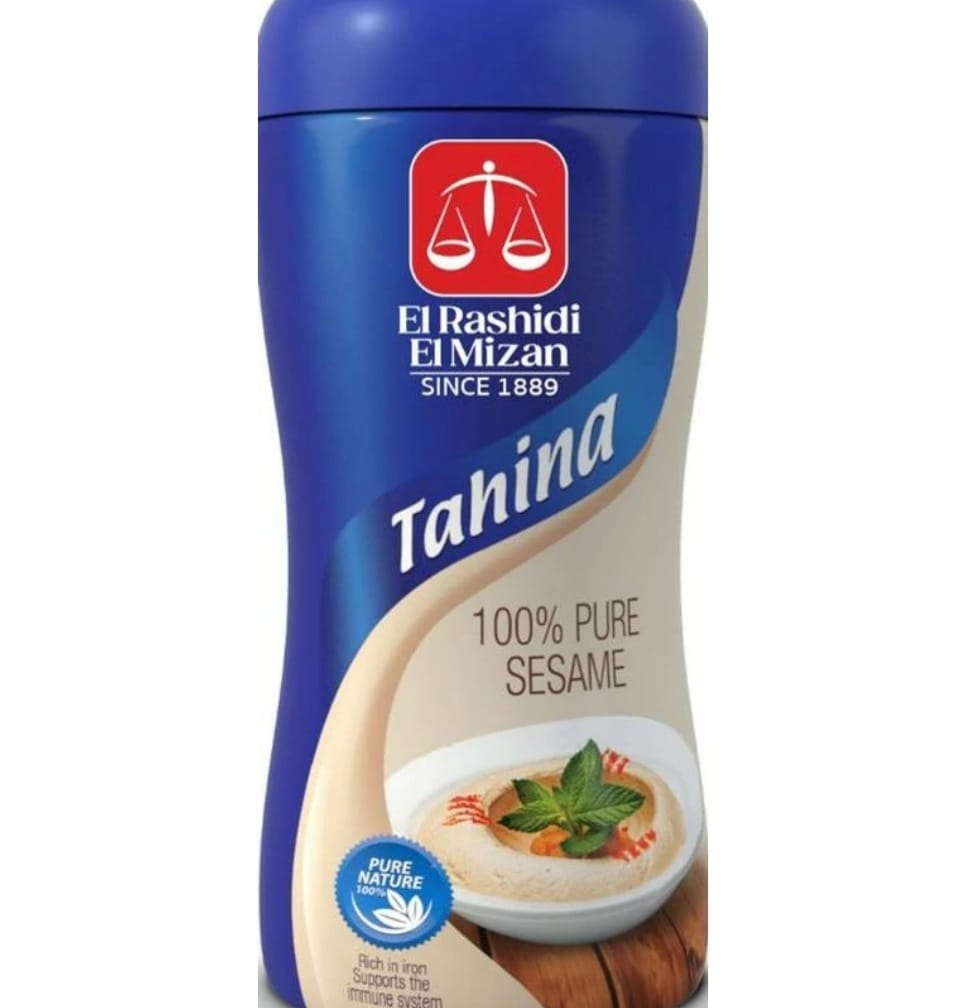 El Rashidi
El Mizan
SINCE 1889
Tahina
100% PURE
SESAME
PURE
NATURE
100%
Rich in iron
Supports the
immune system